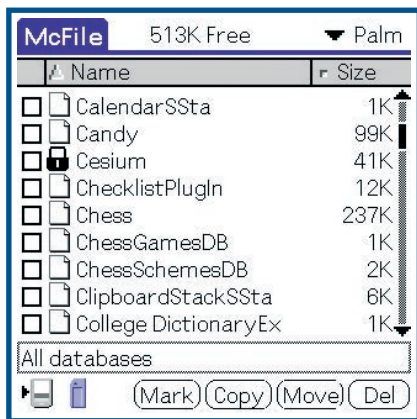 McFile 513K Free Palm
Name Size
CalendarSSta 1K
Candy 99K
Cesium 41K
ChecklistPlugIn 12K
Chess 237K
ChessGamesDB 1K
ChessSchemesDB 2K
ClipboardStackSSta 6K
College DictionaryEx 1K
All databases
Mark Copy Move Del